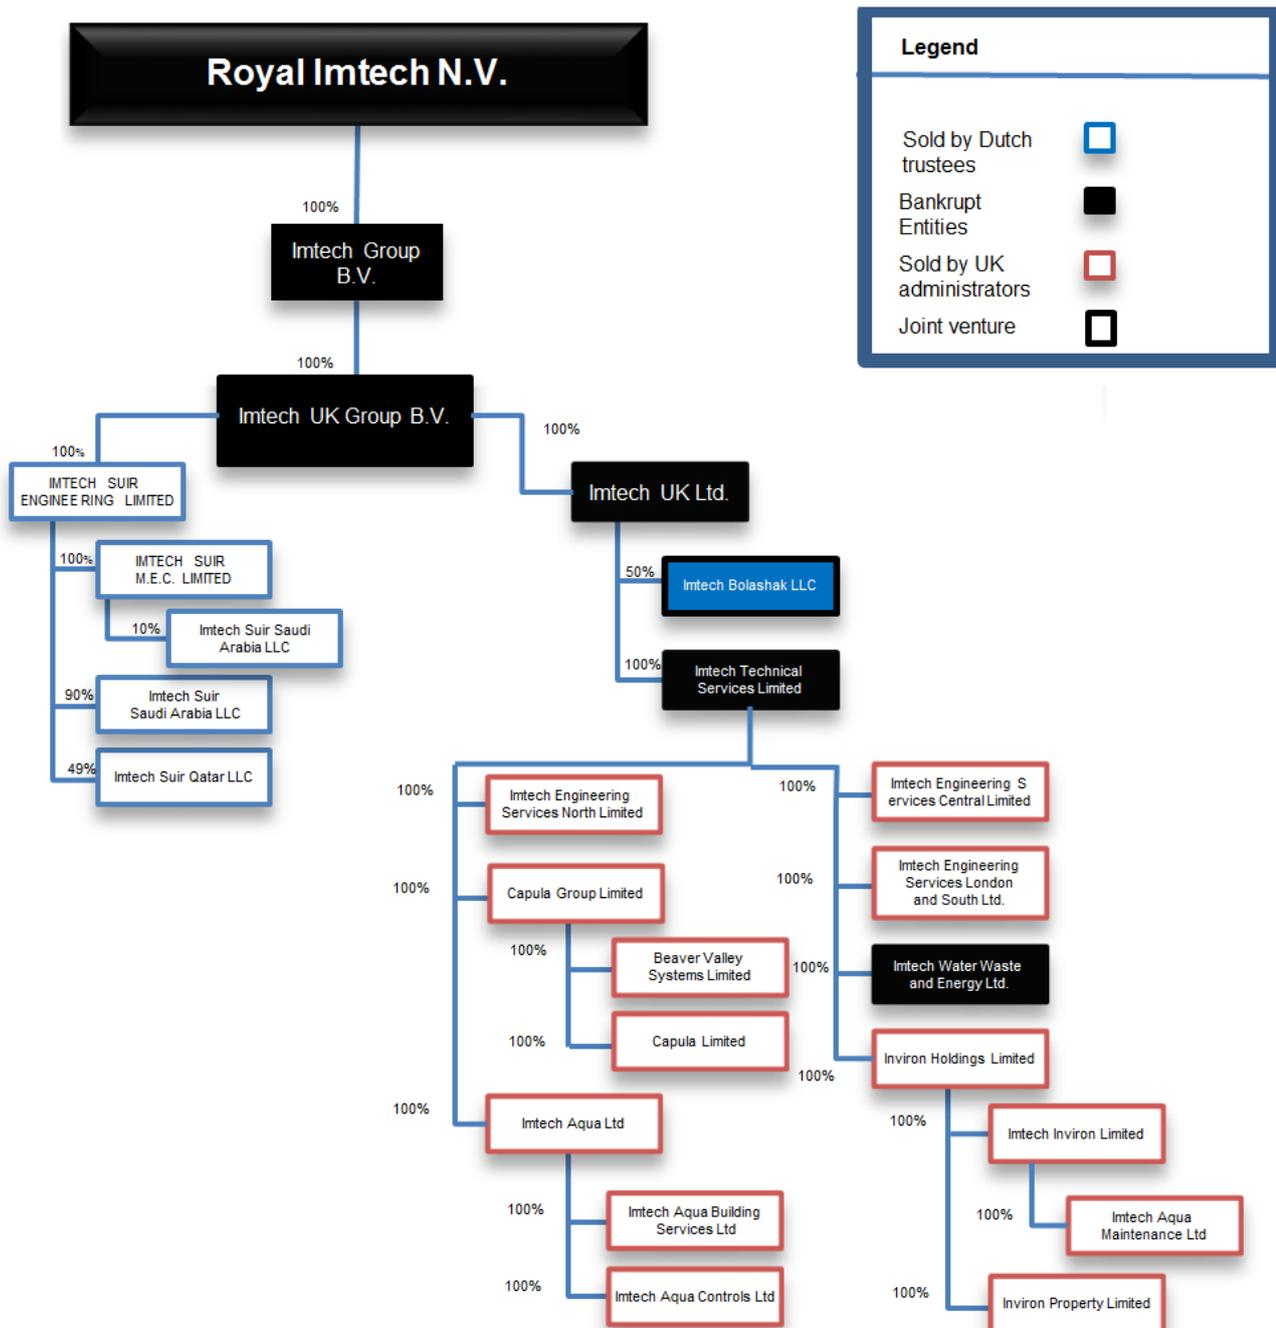 Royal Imtech N.V.
Legend
Sold by Dutch
trustees
Bankrupt
Entities
Sold by UK
administrators
Joint venture
100%
Imtech Group
B.V.
100%
Imtech UK Group B.V.
100%
IMTECH SUIR
ENGINEE RING LIMITED
100%
IMTECH SUIR
M.E.C. LIMITED
10%
Imtech Suir Saudi
Arabia LLC
90%
Imtech Suir
Saudi Arabia LLC
49%
Imtech Suir Qatar LLC
100%
Imtech UK Ltd.
50%
Imtech Bolashak LLC
100%
Imtech Technical
Services Limited
100%
Imtech Engineering
Services North Limited
100%
Capula Group Limited
100%
Beaver Valley
Systems Limited
100%
Capula Limited
100%
Imtech Aqua Ltd
100%
Imtech Aqua Building
Services Ltd
100%
Imtech Aqua Controls Ltd
100%
Imtech Engineering S
ervices Central Limited
100%
Imtech Engineering
Services London
and South Ltd.
100%
Imtech Water Waste
and Energy Ltd.
100%
Inviron Holdings Limited
100%
Imtech Inviron Limited
100%
Imtech Aqua
Maintenance Ltd
100%
Inviron Property Limited